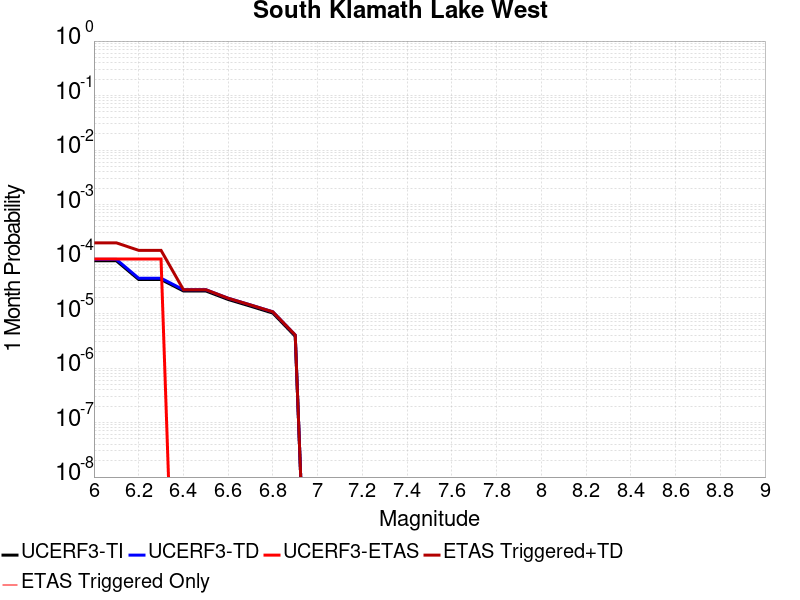 South Klamath Lake West
10^0
10^-1
10^-2
10^-3
10^-4
10^-5
10^-6
10^-7
10^-8
1 Month Probability
6 6.2 6.4 6.6 6.8 7 7.2 7.4 7.6 7.8 8 8.2 8.4 8.6 8.8 9
Magnitude
UCERF3-TI UCERF3-TD UCERF3-ETAS ETAS Triggered+TD
ETAS Triggered Only